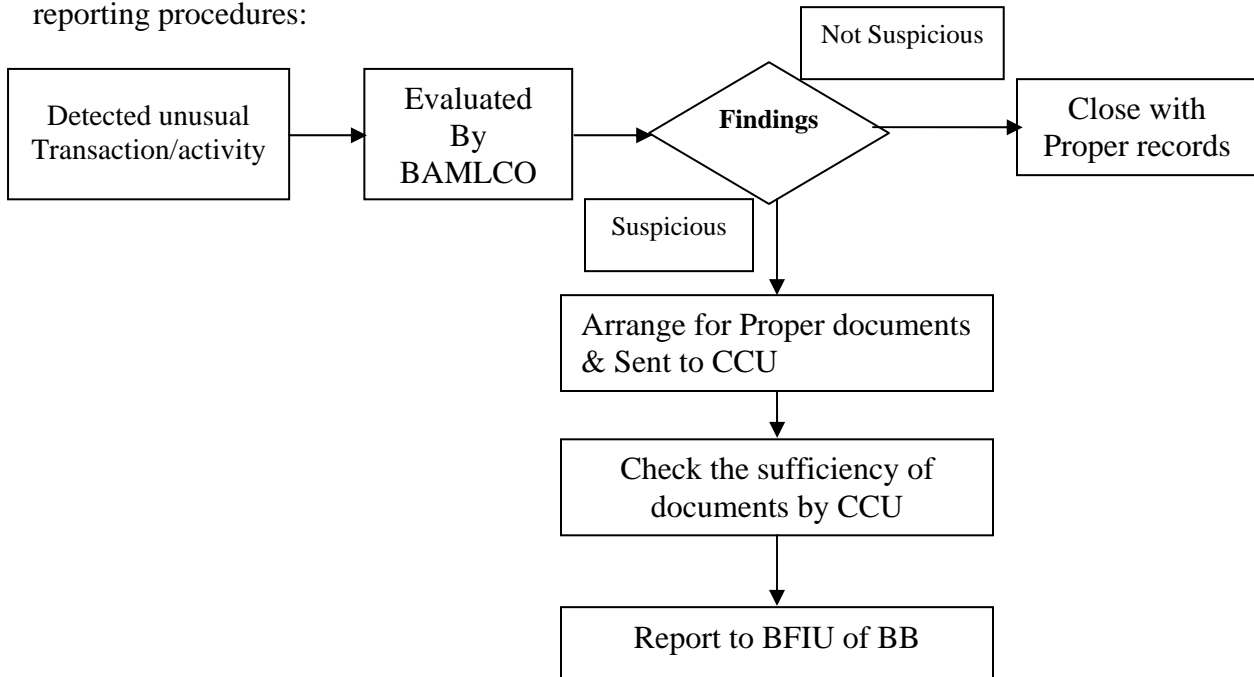 reporting procedures:
Not Suspicious
Detected unusual
Transaction/activity
Evaluated
By
BAMLCO
Findings
Close with
Proper records
Suspicious
Arrange for Proper documents
& Sent to CCU
Check the sufficiency of
documents by CCU
Report to BFIU of BB